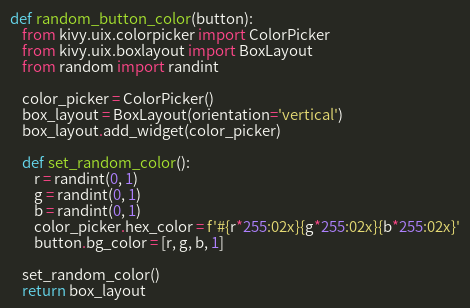 def random_button_color(button):
    from kivy.uix.colorpicker import ColorPicker
    from kivy.uix.boxlayout import BoxLayout
    from random import randint

    color_picker = ColorPicker()
    box_layout = BoxLayout(orientation='vertical')
    box_layout.add_widget(color_picker)

    def set_random_color():
        r = randint(0, 1)
        g = randint(0, 1)
        b = randint(0, 1)
        color_picker.hex_color = f'#{r*255:02x}{g*255:02x}{b*255:02x}'
        button.bg_color = [r, g, b, 1]

    set_random_color()
    return box_layout